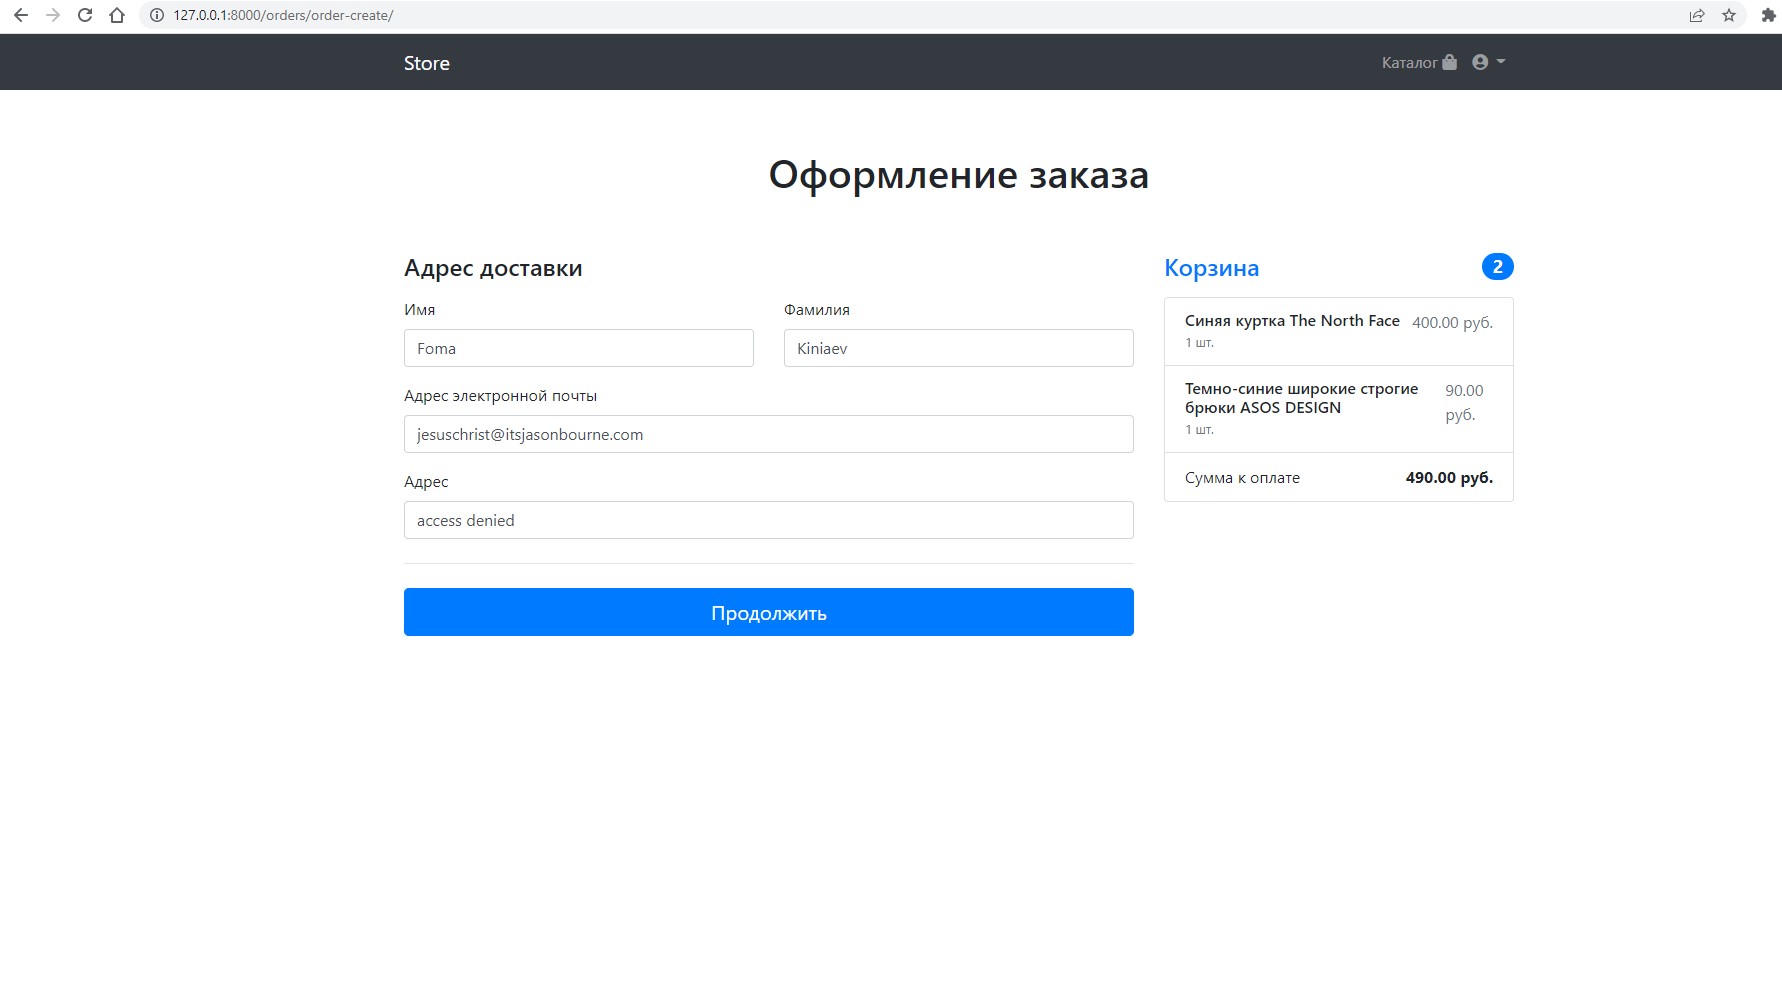 127.0.0.1:8000/orders/order-create/
Store
Каталог
Оформление заказа
Адрес доставки
Имя
Фамилия
Foma
Kiniaev
Адрес электронной почты
jesuschrist@itsjasonbourne.com
Адрес
access denied
Продолжить
Корзина
2
Синяя куртка The North Face
400.00 руб.
1 шт.
Темно-синие широкие строгие
брюки ASOS DESIGN
90.00
руб.
1 шт.
Сумма к оплате
490.00 руб.